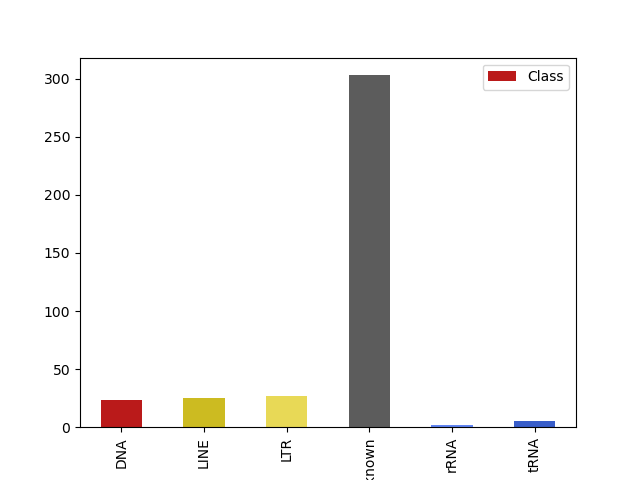 Class
300
250
200
150
100
50
0
DNA
LINE
LTR
known
rRNA
tRNA